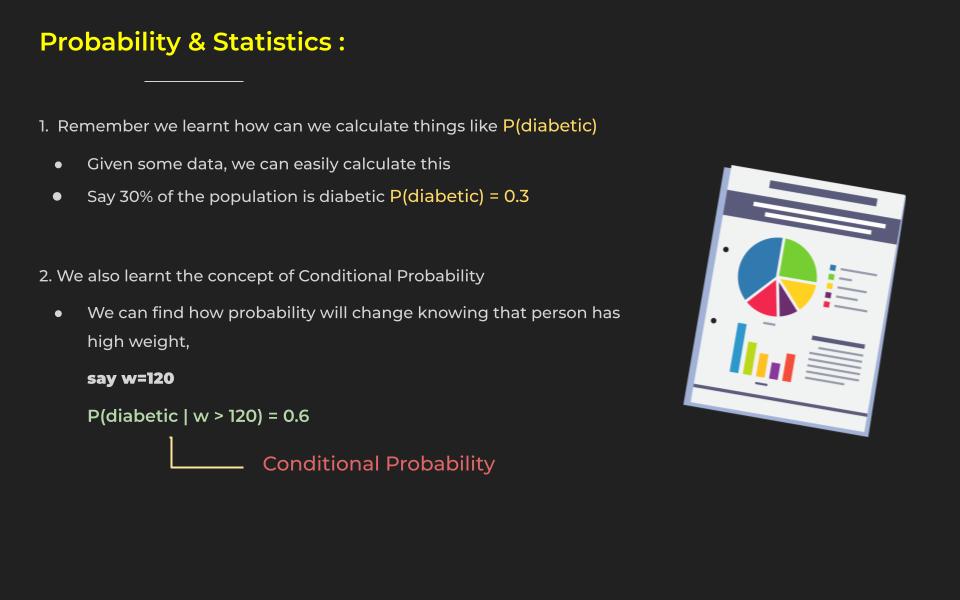 Probability & Statistics :
1. Remember we learnt how can we calculate things like P(diabetic)
● Given some data, we can easily calculate this
● Say 30% of the population is diabetic P(diabetic) = 0.3
2. We also learnt the concept of Conditional Probability
● We can find how probability will change knowing that person has
high weight,
say w=120
P(diabetic | w > 120) = 0.6
Conditional Probability